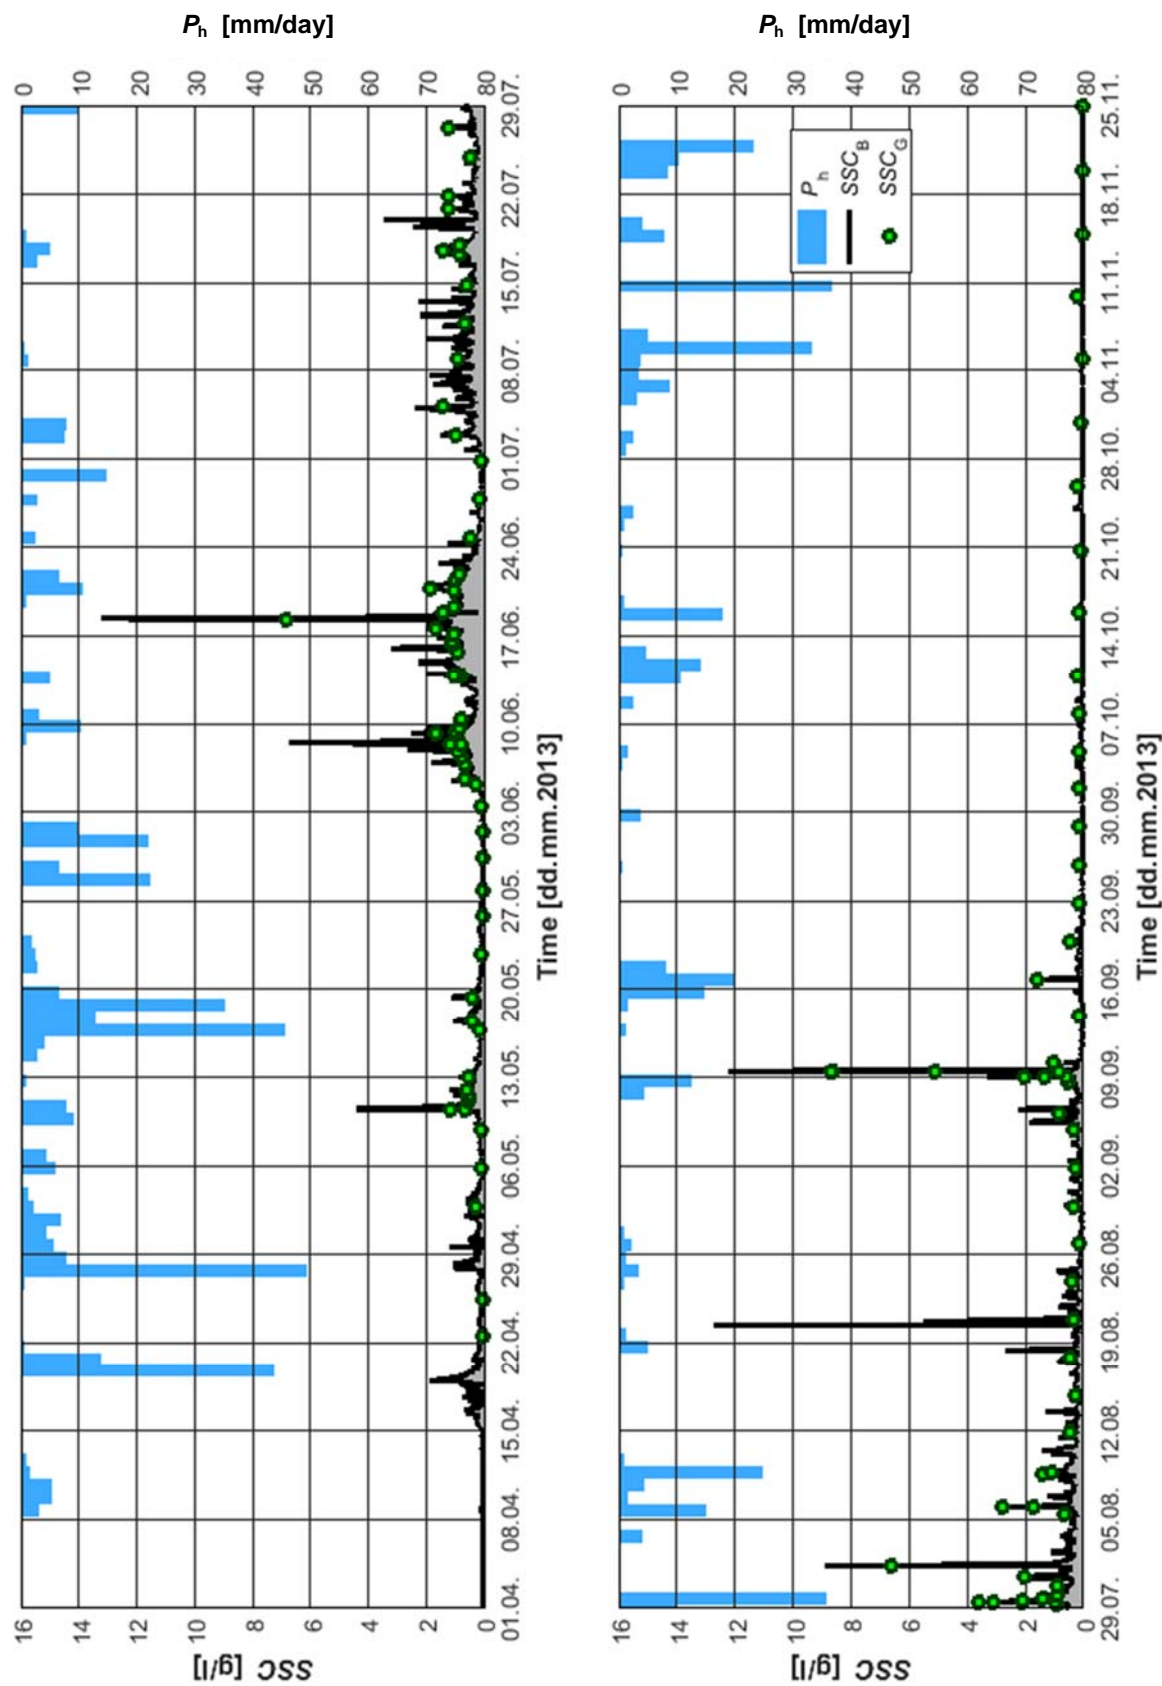 P_h [mm/day]
0 10 20 30 40 50 60 70 80
16 14 12 10 8 6 4 2 0
SSC [g/l]
01.04. 08.04. 15.04. 22.04. 29.04. 06.05. 13.05. 20.05. 27.05. 03.06. 10.06. 17.06. 24.06. 01.07. 08.07. 15.07. 22.07. 29.07.
Time [dd.mm.2013]
P_h [mm/day]
0 10 20 30 40 50 60 70 80
P_h
SSC_B
SSC_G
16 14 12 10 8 6 4 2 0
SSC [g/l]
29.07. 05.08. 12.08. 19.08. 26.08. 02.09. 09.09. 16.09. 23.09. 30.09. 07.10. 14.10. 21.10. 28.10. 04.11. 11.11. 18.11. 25.11.
Time [dd.mm.2013]